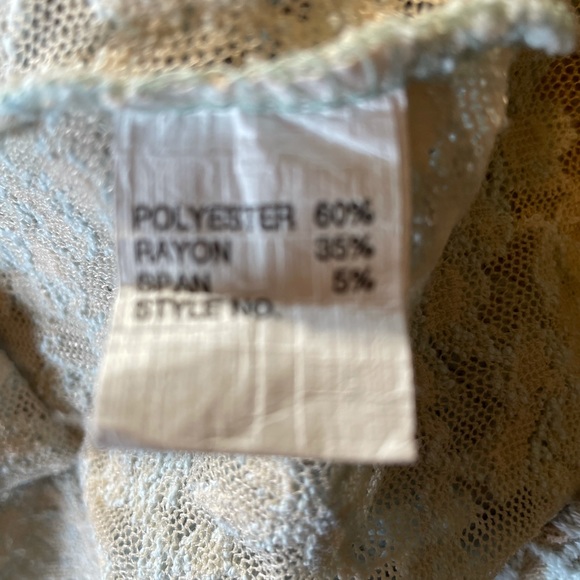 POLYESTER 60%
RAYON 35%
SPAN 5%
STYLE NO.